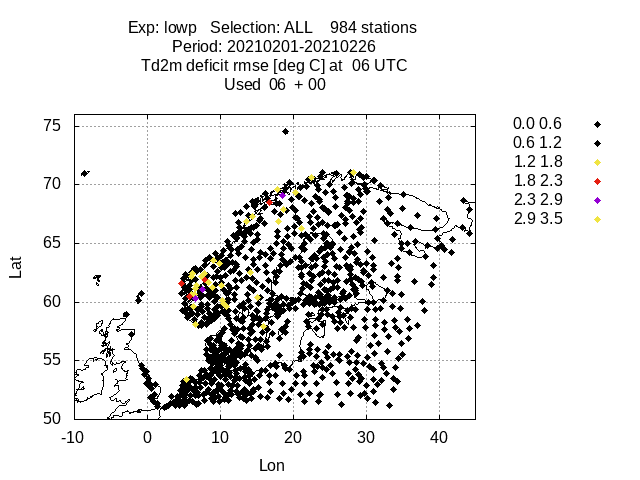 Exp: lowp Selection: ALL 984 stations
Period: 20210201-20210226
Td2m deficit rmse [deg C] at 06 UTC
Used 06 + 00
75
70
65
60
55
50
-10 0 10 20 30 40
Lat
Lon
0.0 0.6
0.6 1.2
1.2 1.8
1.8 2.3
2.3 2.9
2.9 3.5